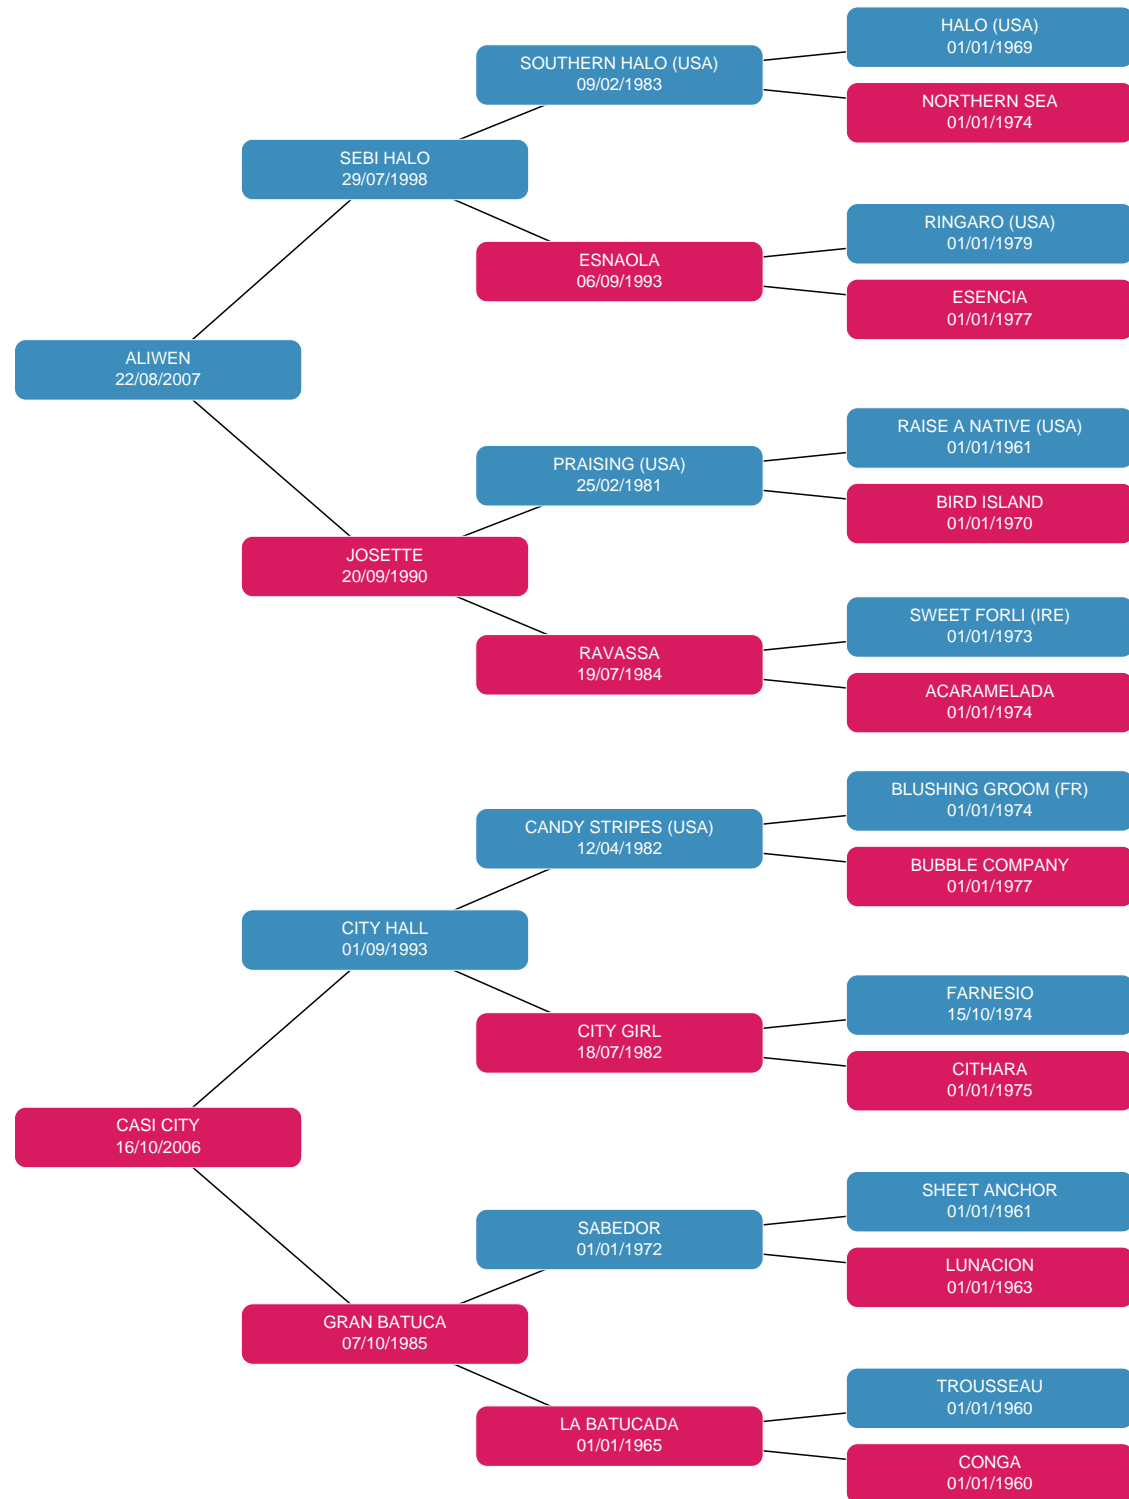 HALO (USA)
01/01/1969
SOUTHERN HALO (USA)
09/02/1983
NORTHERN SEA
01/01/1974
SEBI HALO
29/07/1998
RINGARO (USA)
01/01/1979
ESNAOLA
06/09/1993
ESENCIA
01/01/1977
ALIWEN
22/08/2007
RAISE A NATIVE (USA)
01/01/1961
PRAISING (USA)
25/02/1981
BIRD ISLAND
01/01/1970
JOSETTE
20/09/1990
SWEET FORLI (IRE)
01/01/1973
RAVASSA
19/07/1984
ACARAMELADA
01/01/1974
BLUSHING GROOM (FR)
01/01/1974
CANDY STRIPES (USA)
12/04/1982
BUBBLE COMPANY
01/01/1977
CITY HALL
01/09/1993
FARNESIO
15/10/1974
CITY GIRL
18/07/1982
CITHARA
01/01/1975
CASI CITY
16/10/2006
SHEET ANCHOR
01/01/1961
SABEDOR
01/01/1972
LUNACION
01/01/1963
GRAN BATUCA
07/10/1985
TROUSSEAU
01/01/1960
LA BATUCADA
01/01/1965
CONGA
01/01/1960